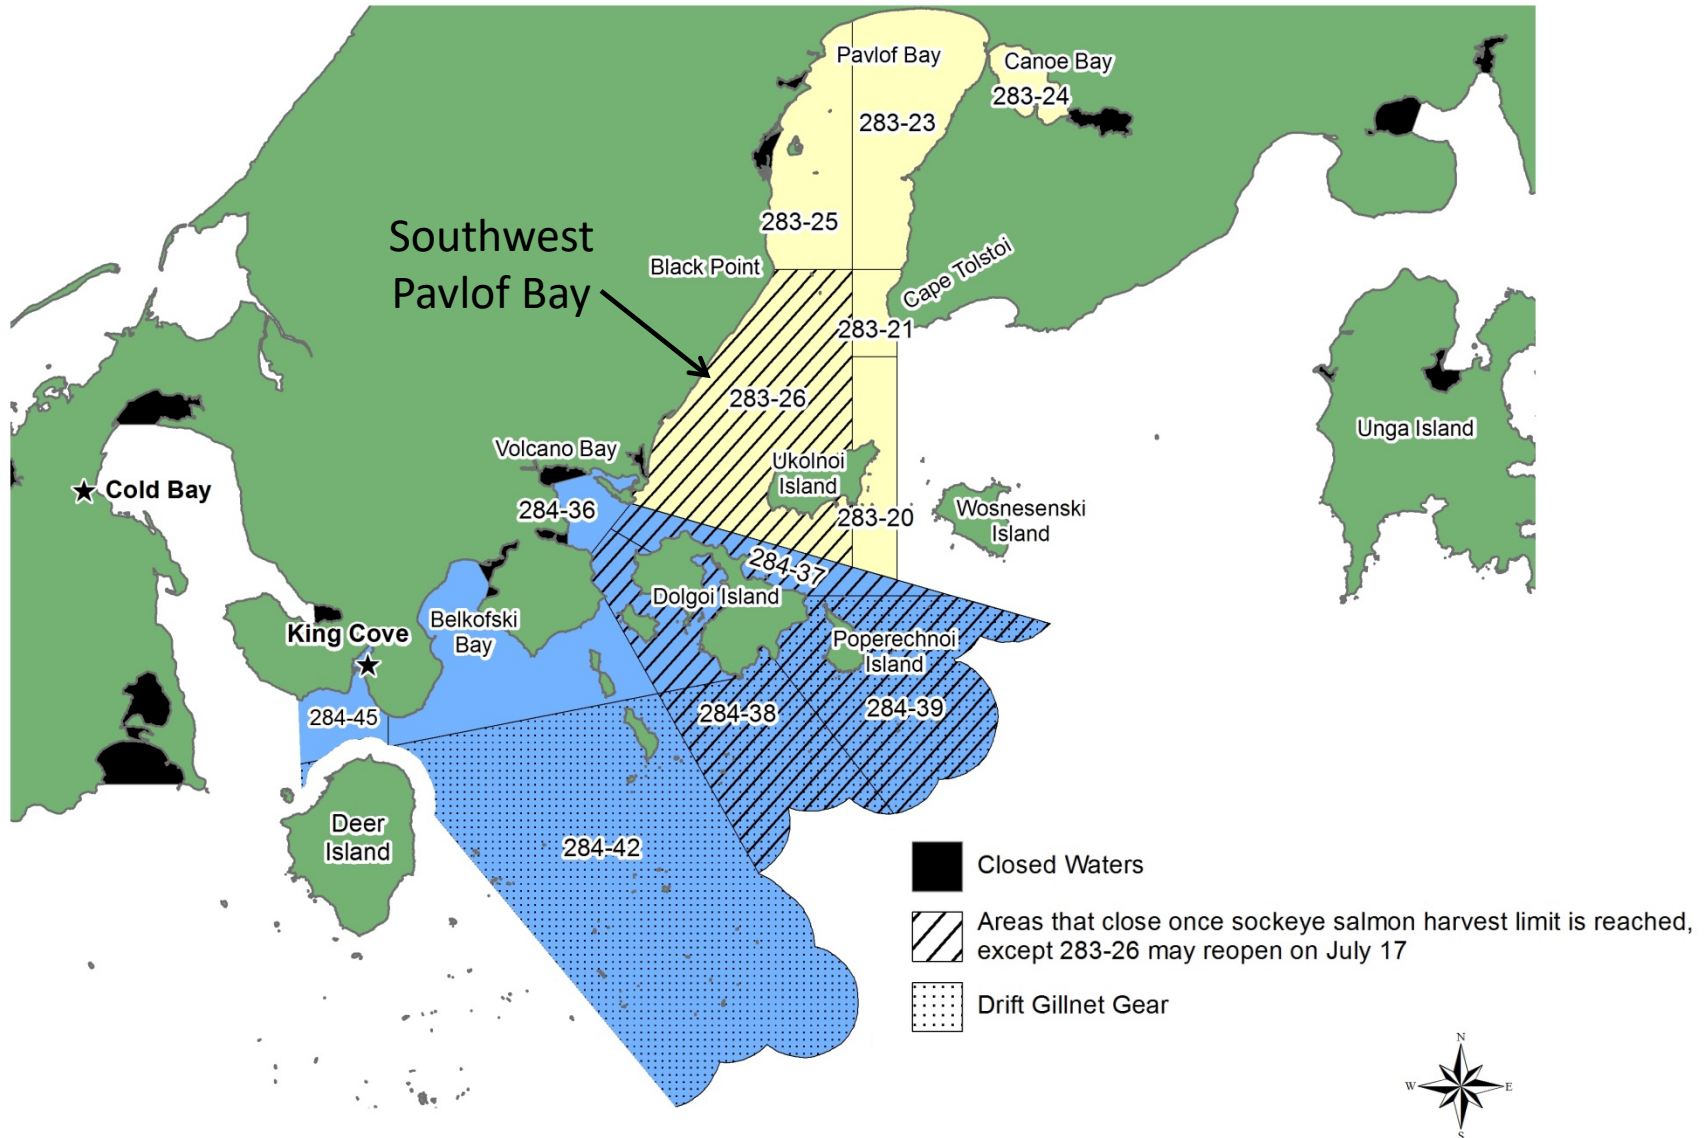 Pavlof Bay
Canoe Bay
283-24
283-23
283-25
Southwest
Pavlof Bay
Black Point
Cape Tolstoi
283-21
283-26
Unga Island
Volcano Bay
Ukolnoi
Island
Cold Bay
284-36
283-20
Wosnesenski
Island
284-37
Dolgoi Island
Belkofski
Bay
King Cove
Poperechnoi
Island
284-45
284-38
284-39
Deer
Island
284-42
Closed Waters
Areas that close once sockeye salmon harvest limit is reached,
except 283-26 may reopen on July 17
Drift Gillnet Gear
N
W
E
S